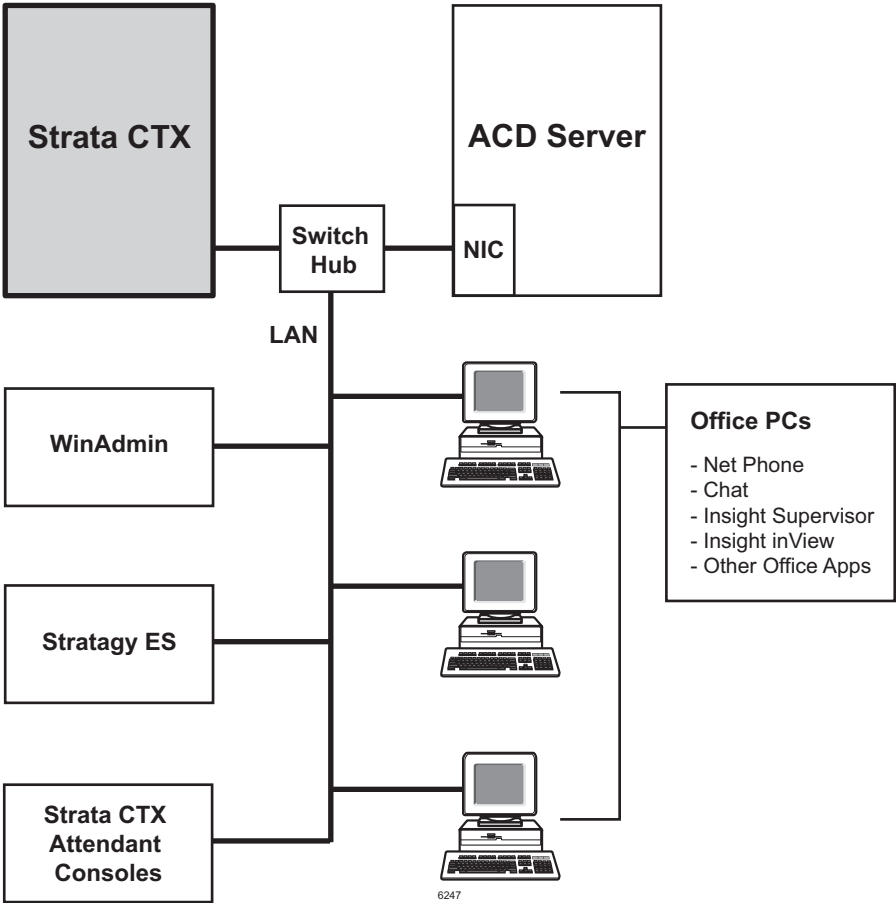 Strata CTX
ACD Server
Switch
Hub
NIC
LAN
WinAdmin
Office PCs
- Net Phone
- Chat
- Insight Supervisor
- Insight inView
- Other Office Apps
Stratagy ES
Strata CTX
Attendant
Consoles
6247